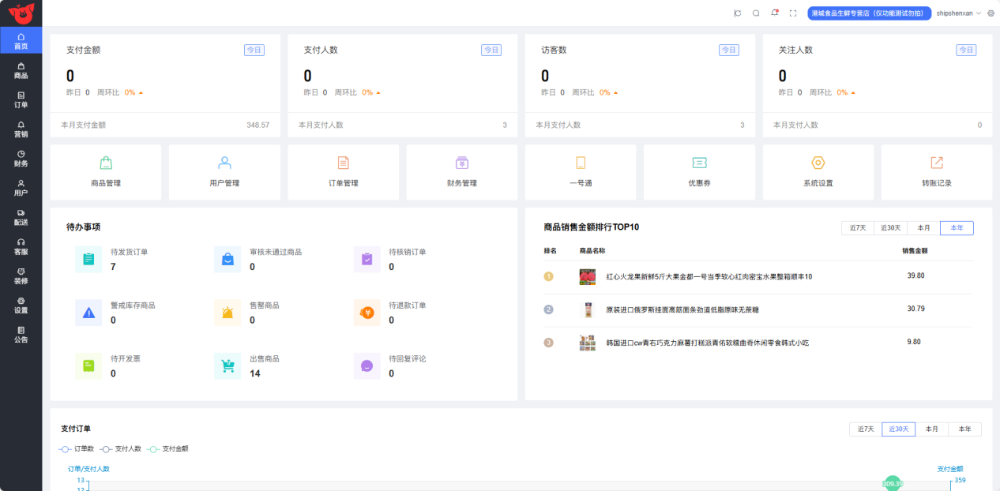 港城食品生鲜专营店（仅功能测试勿拍）
shipshenxan
首页
商品
订单
营销
财务
用户
配送
客服
装修
设置
公告
支付金额 今日
0
昨日 0 周环比 0%
本月支付金额 348.57
支付人数 今日
0
昨日 0 周环比 0%
本月支付人数 3
访客数 今日
0
昨日 0 周环比 0%
本月支付人数 3
关注人数 今日
0
昨日 0 周环比 0%
本月支付人数 0
商品管理
用户管理
订单管理
财务管理
一号通
优惠券
系统设置
转账记录
待办事项
待发货订单
7
审核未通过商品
0
待核销订单
0
警戒库存商品
0
售罄商品
0
待退款订单
0
待开发票
0
出售商品
14
待回复评论
0
商品销售金额排行TOP10
近7天 近30天 本月 本年
排名 商品名称 销售金额
1 红心火龙果新鲜5斤大果金都一号当季软心红肉密宝水果整箱顺丰10 39.80
2 原装进口俄罗斯挂面高筋面条劲道低脂原味无蔗糖 30.79
3 韩国进口cw青右巧克力麻薯打糕派青佑软糯曲奇休闲零食韩式小吃 9.80
支付订单
近7天 近30天 本月 本年
订单数 支付人数 支付金额
订单/支付人数 支付金额
13 309.39 359
12